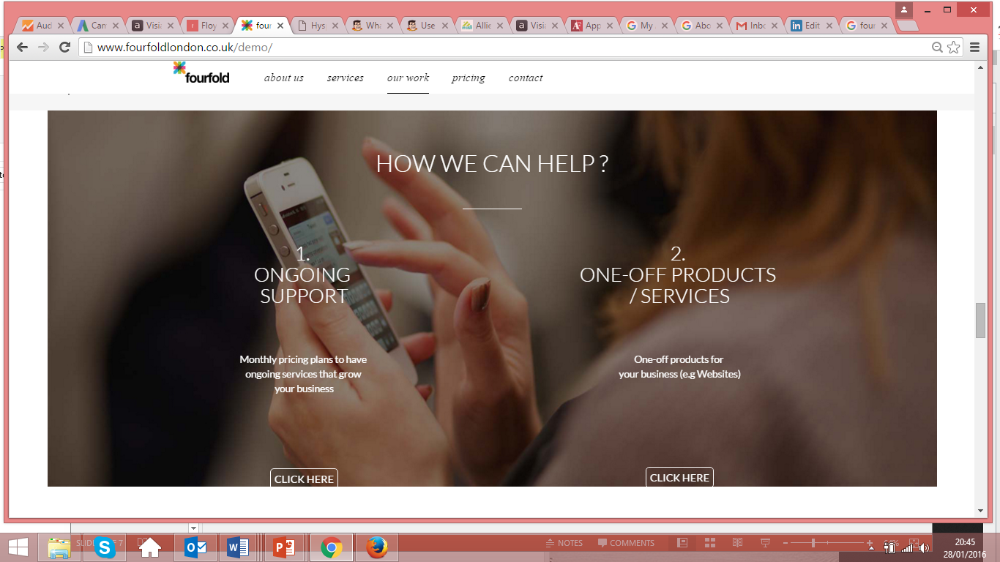 Aud
Can
Visi
Floy
four
Hys
Wha
Use
Allie
Visi
App
My
Abo
Inbo
Edit
four
www.fourfoldlondon.co.uk/demo/
fourfold
about us
services
our work
pricing
contact
HOW WE CAN HELP ?
1.
ONGOING
SUPPORT
Monthly pricing plans to have
ongoing services that grow
your business
CLICK HERE
2.
ONE-OFF PRODUCTS
/ SERVICES
One-off products for
your business (e.g Websites)
CLICK HERE
NOTES
COMMENTS
20:45
28/01/2016